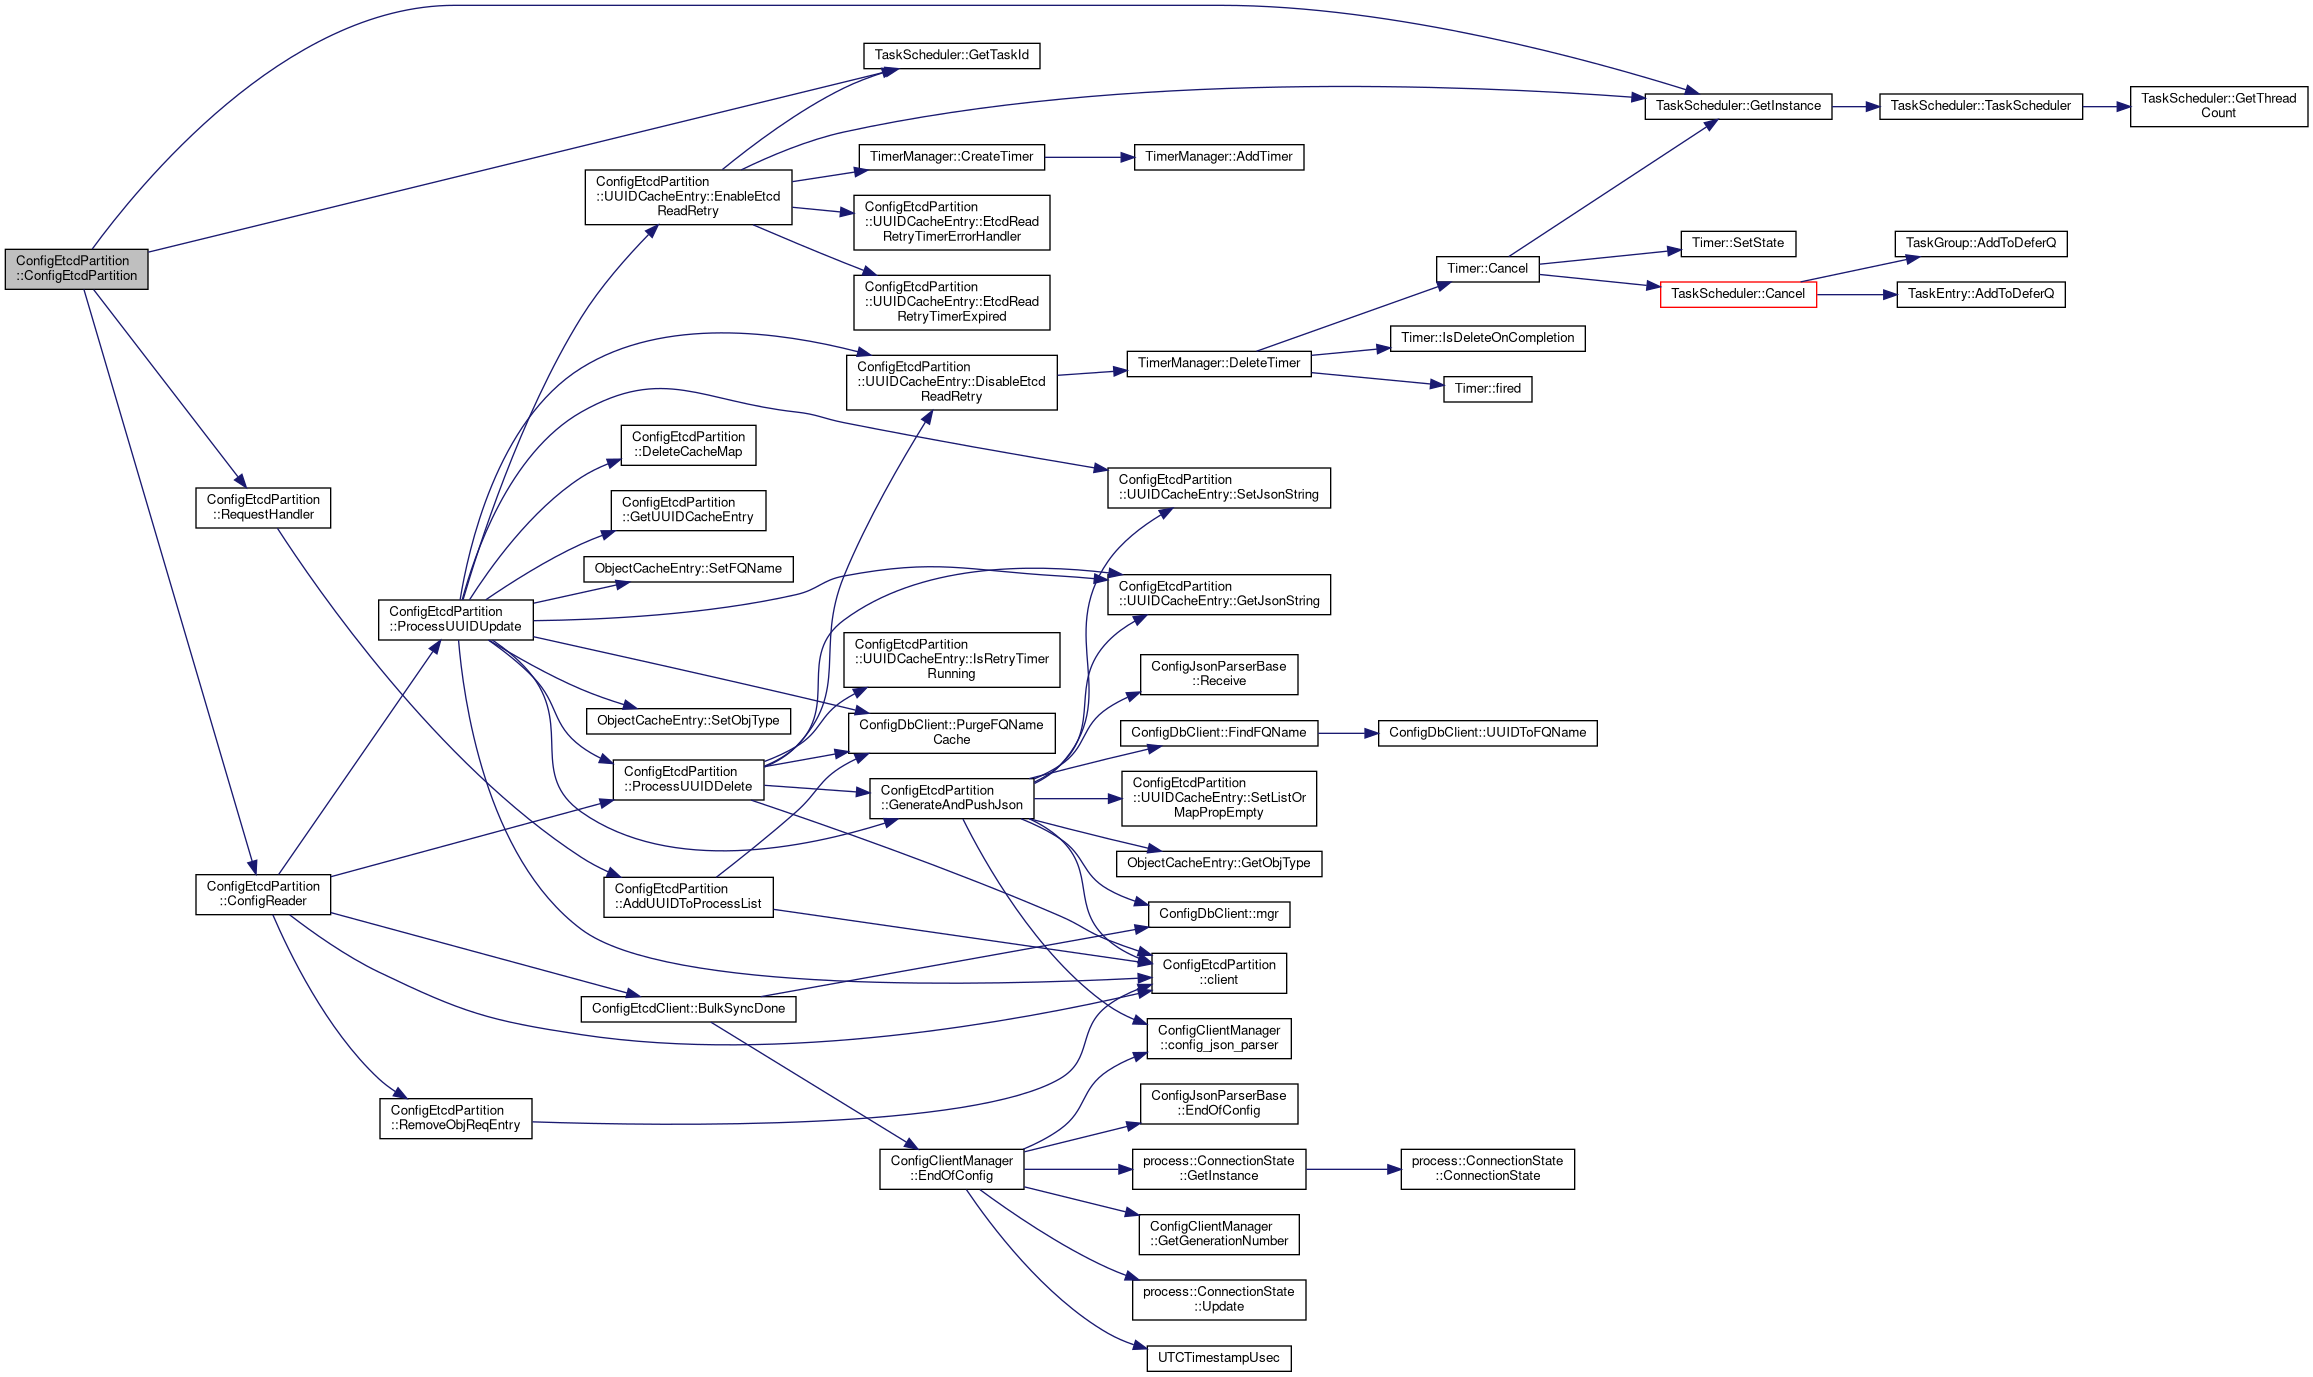 ConfigEtcdPartition
::ConfigEtcdPartition
TaskScheduler::GetTaskId
TaskScheduler::GetInstance
TaskScheduler::TaskScheduler
TaskScheduler::GetThread
Count
ConfigEtcdPartition
::UUIDCacheEntry::EnableEtcd
ReadRetry
TimerManager::CreateTimer
TimerManager::AddTimer
ConfigEtcdPartition
::UUIDCacheEntry::EtcdRead
RetryTimerErrorHandler
ConfigEtcdPartition
::UUIDCacheEntry::EtcdRead
RetryTimerExpired
Timer::Cancel
Timer::SetState
TaskScheduler::Cancel
TaskGroup::AddToDeferQ
TaskEntry::AddToDeferQ
ConfigEtcdPartition
::UUIDCacheEntry::DisableEtcd
ReadRetry
TimerManager::DeleteTimer
Timer::IsDeleteOnCompletion
Timer::fired
ConfigEtcdPartition
::DeleteCacheMap
ConfigEtcdPartition
::RequestHandler
ConfigEtcdPartition
::GetUUIDCacheEntry
ConfigEtcdPartition
::UUIDCacheEntry::SetJsonString
ObjectCacheEntry::SetFQName
ConfigEtcdPartition
::ProcessUUIDUpdate
ConfigEtcdPartition
::UUIDCacheEntry::GetJsonString
ConfigEtcdPartition
::UUIDCacheEntry::IsRetryTimer
Running
ConfigJsonParserBase
::Receive
ObjectCacheEntry::SetObjType
ConfigDbClient::PurgeFQName
Cache
ConfigDbClient::FindFQName
ConfigDbClient::UUIDToFQName
ConfigEtcdPartition
::ProcessUUIDDelete
ConfigEtcdPartition
::GenerateAndPushJson
ConfigEtcdPartition
::UUIDCacheEntry::SetListOr
MapPropEmpty
ObjectCacheEntry::GetObjType
ConfigEtcdPartition
::ConfigReader
ConfigEtcdPartition
::AddUUIDToProcessList
ConfigDbClient::mgr
ConfigEtcdPartition
::client
ConfigEtcdClient::BulkSyncDone
ConfigClientManager
::config_json_parser
ConfigEtcdPartition
::RemoveObjReqEntry
ConfigJsonParserBase
::EndOfConfig
ConfigClientManager
::EndOfConfig
process::ConnectionState
::GetInstance
process::ConnectionState
::ConnectionState
ConfigClientManager
::GetGenerationNumber
process::ConnectionState
::Update
UTCTimestampUsec